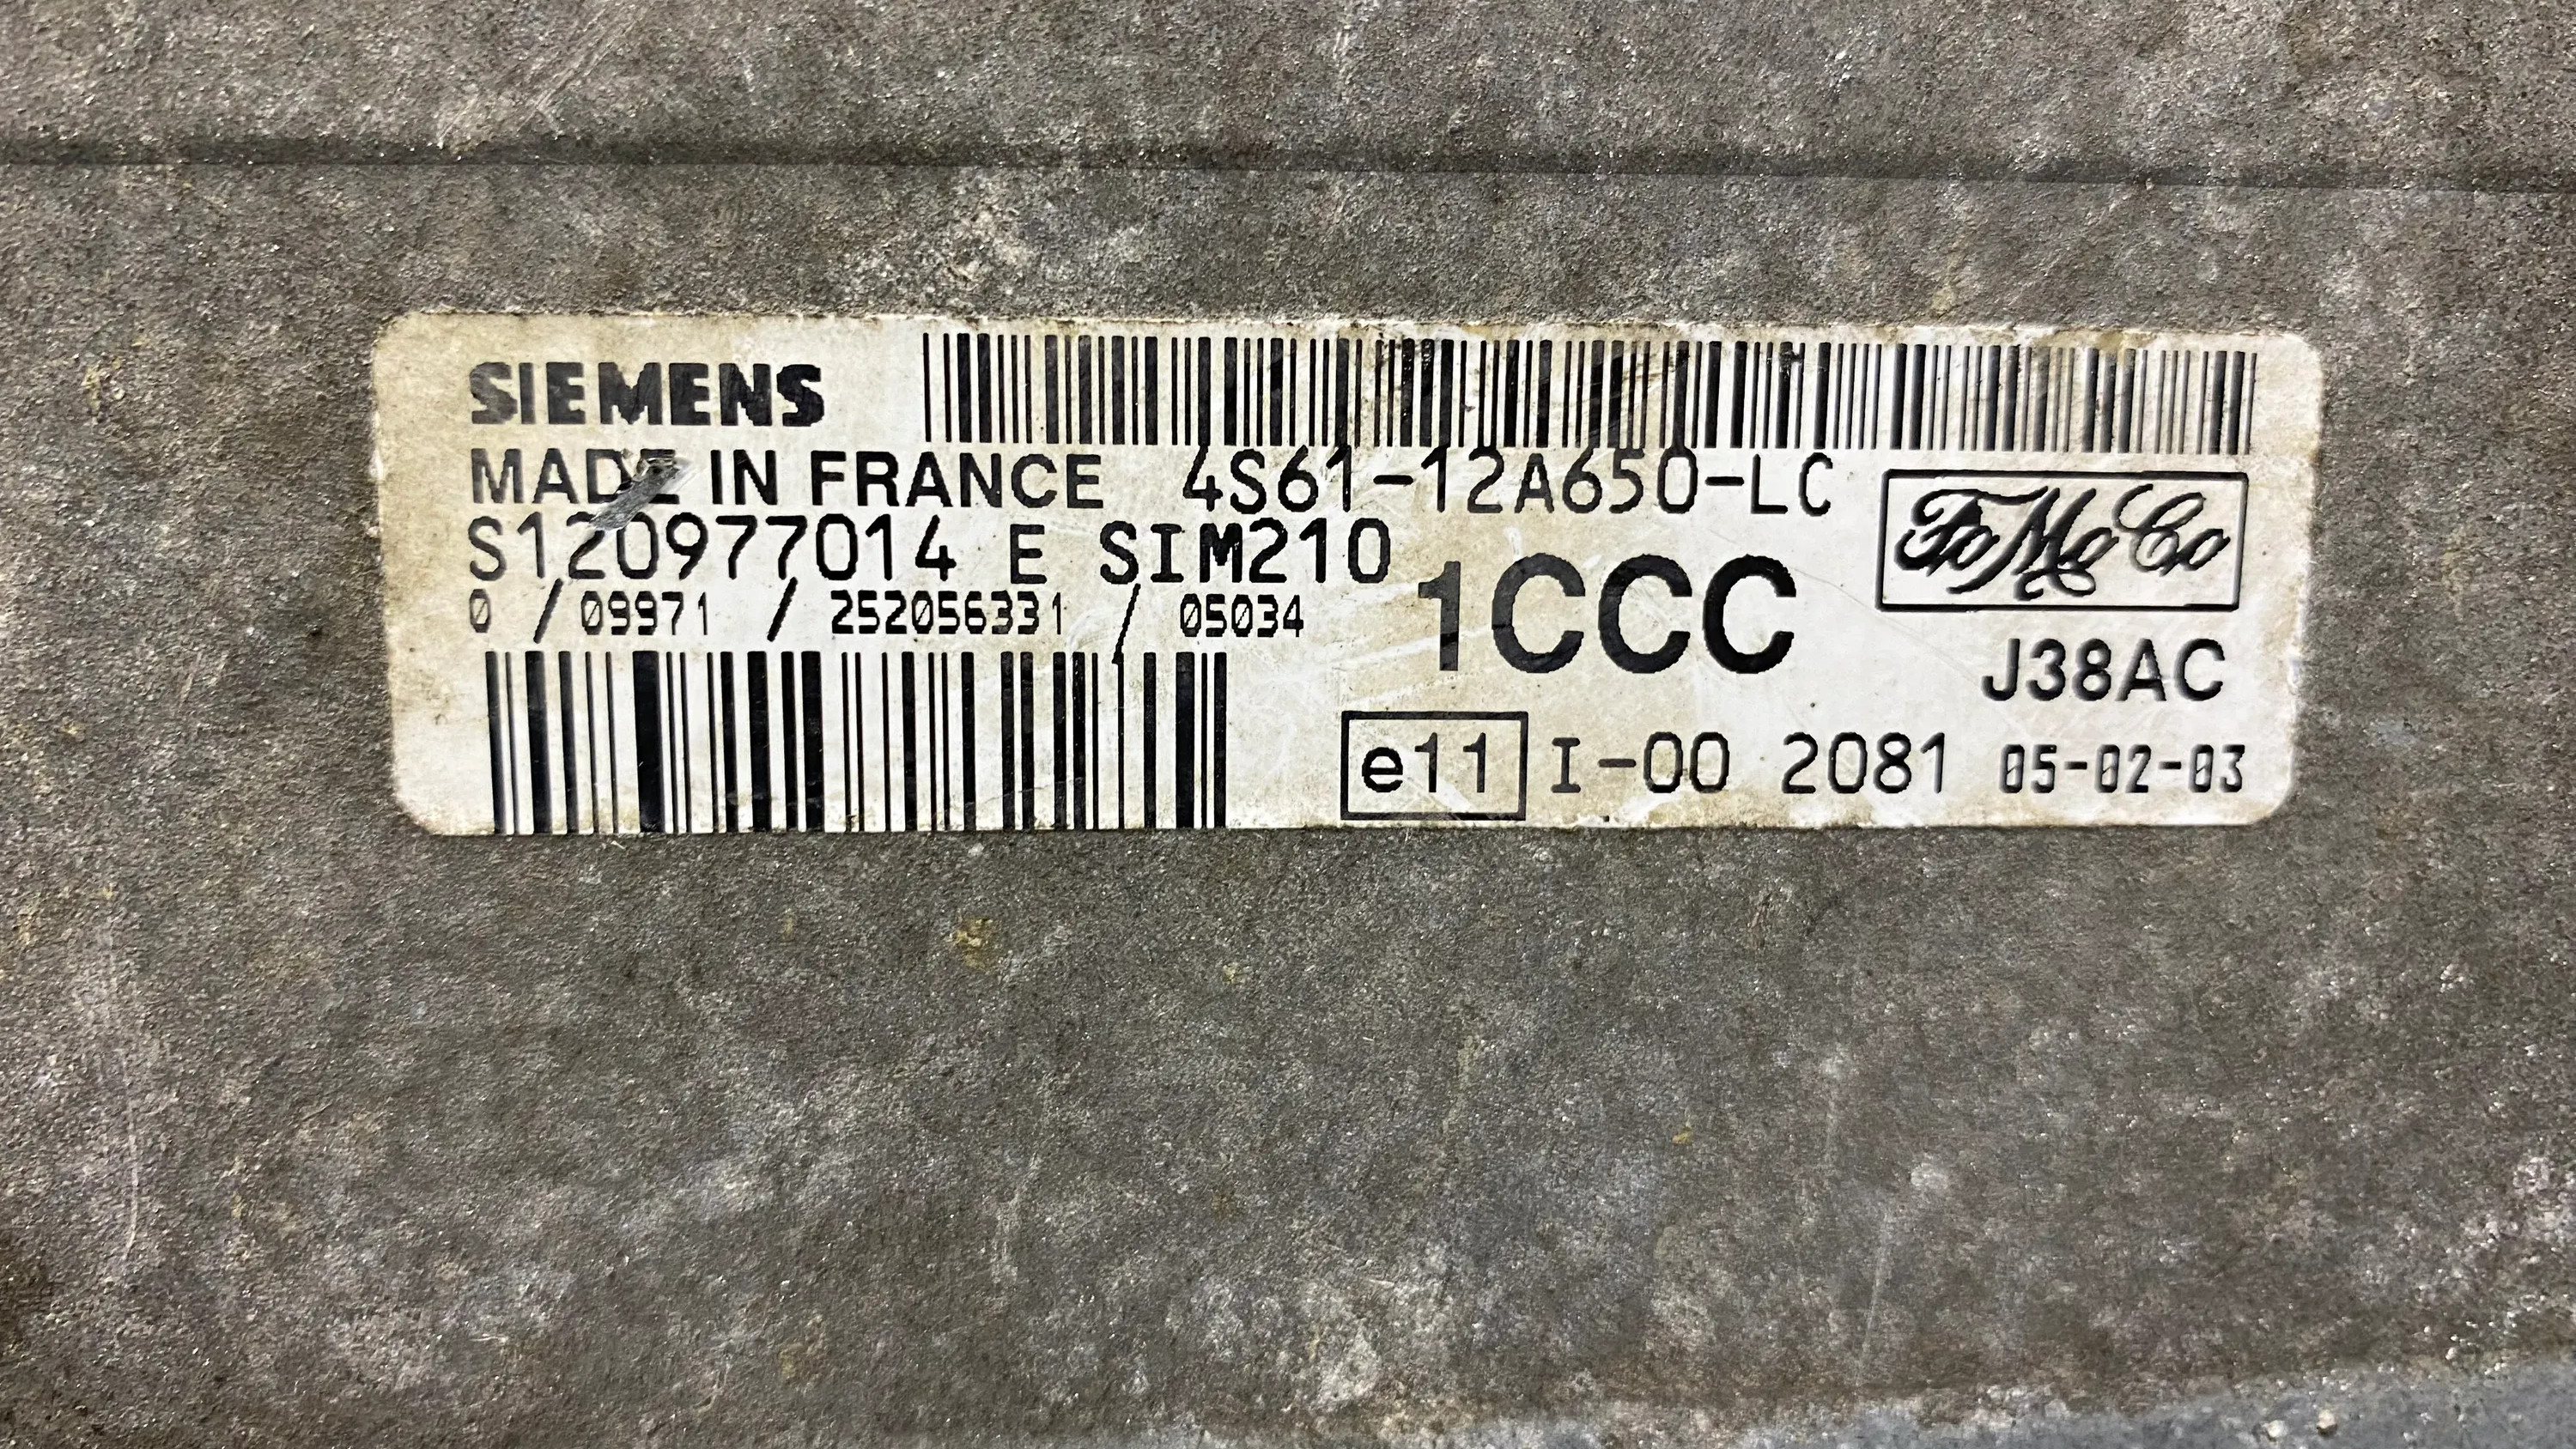 SIEMENS
MADE IN FRANCE 4S61-12A650-LC
FoMoCo
S120977014 E SIM210
1CCC
0 / 09971 / 252056331 / 05034
J38AC
e11 I-00 2081 05-02-03